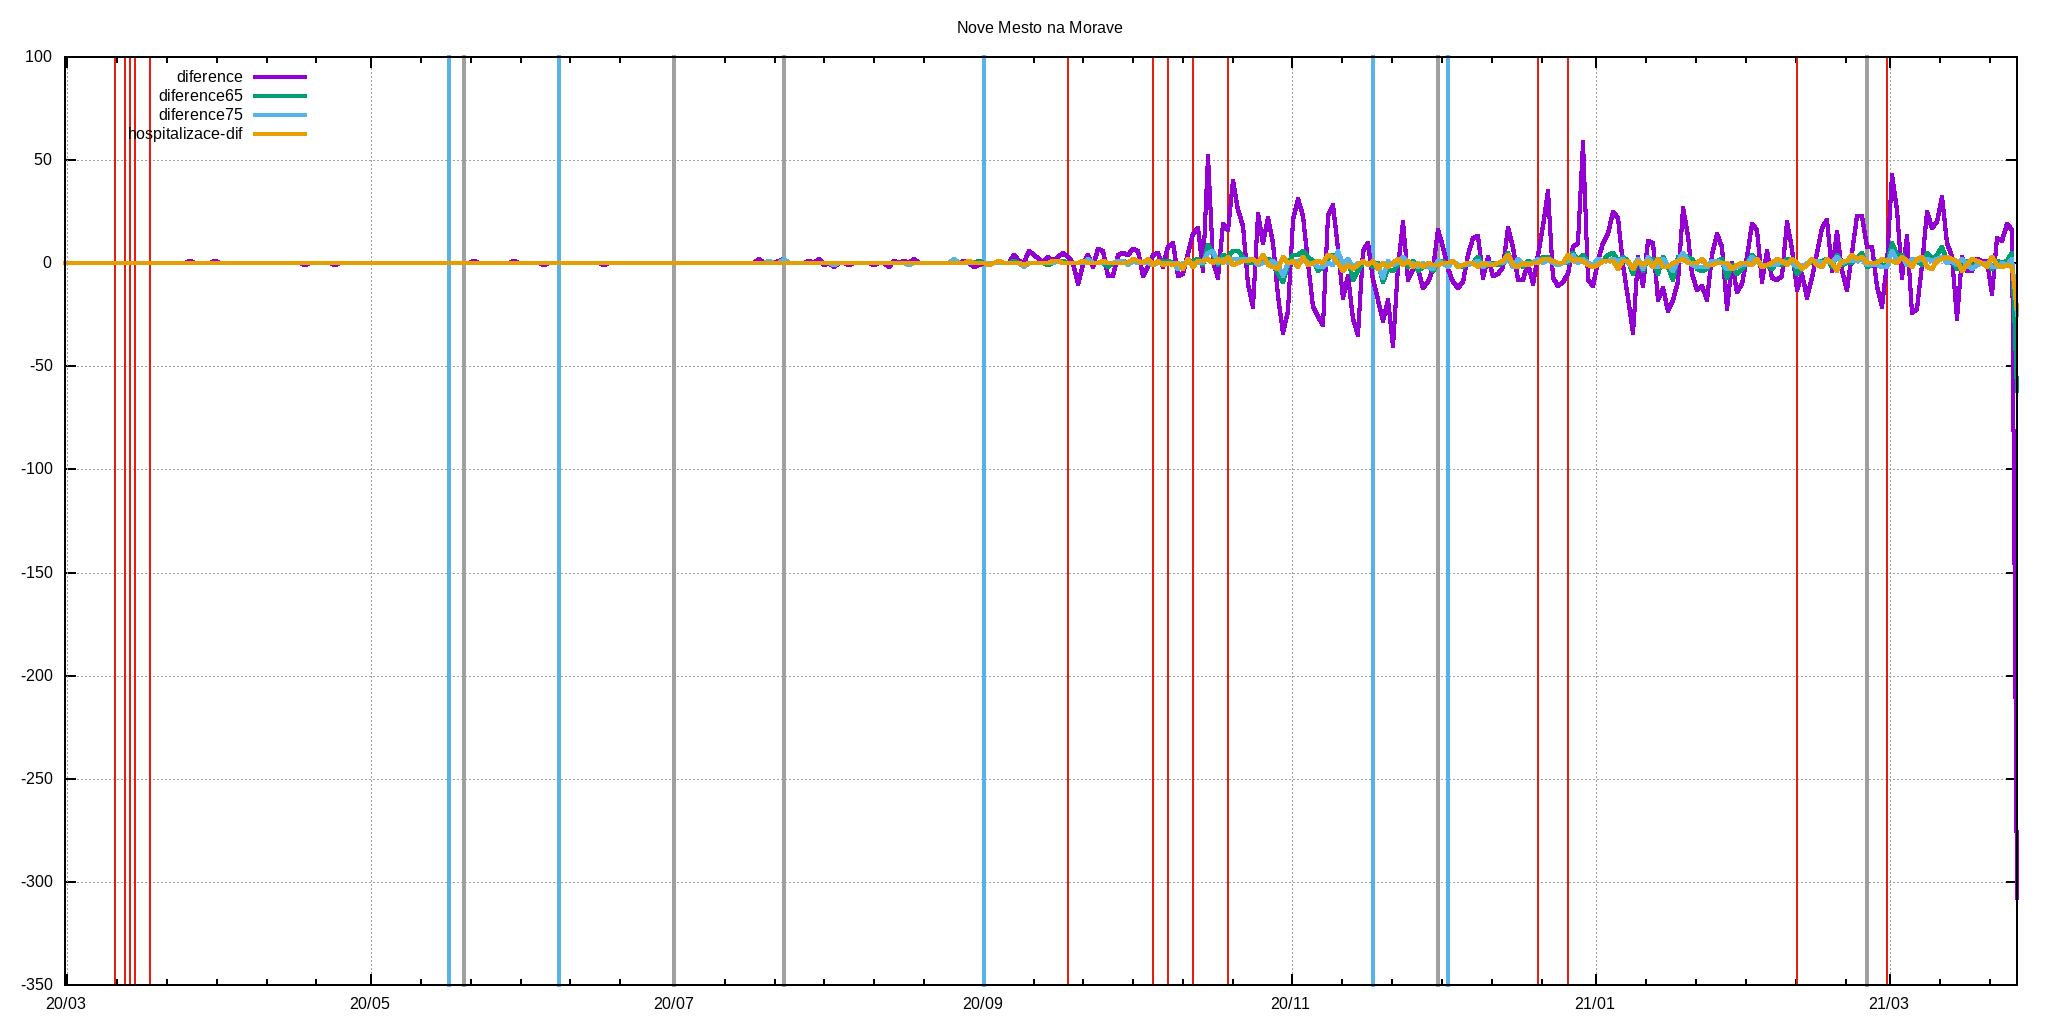 Nove Mesto na Morave
100
50
0
-50
-100
-150
-200
-250
-300
-350
diference
diference65
diference75
hospitalizace-dif
20/03 20/05 20/07 20/09 20/11 21/01 21/03